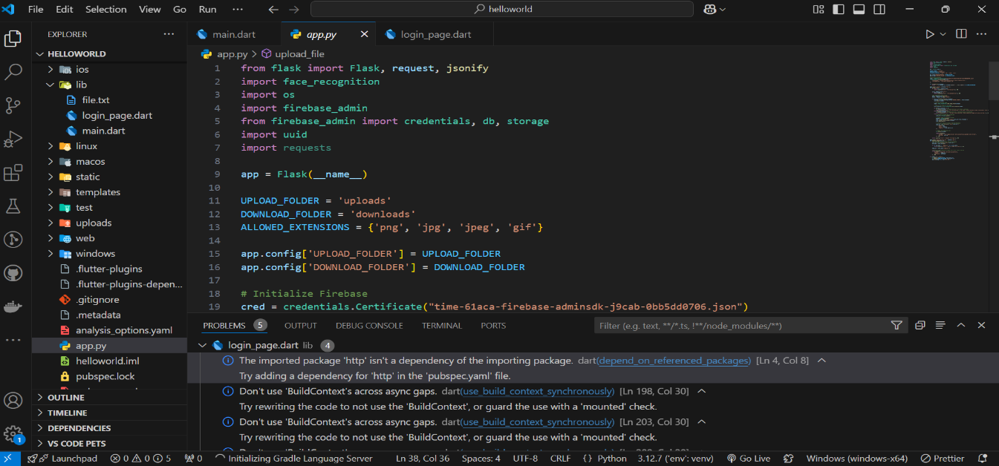 File Edit Selection View Go Run ··· helloworld
EXPLORER ···
HELLOWORLD
ios
lib
file.txt
login_page.dart
main.dart
linux
macos
static
templates
test
uploads
web
windows
.flutter-plugins
.flutter-plugins-depen...
.gitignore
.metadata
analysis_options.yaml
app.py
helloworld.iml
pubspec.lock
OUTLINE
TIMELINE
DEPENDENCIES
VS CODE PETS
main.dart app.py login_page.dart
app.py > upload_file
1 from flask import Flask, request, jsonify
2 import face_recognition
3 import os
4 import firebase_admin
5 from firebase_admin import credentials, db, storage
6 import uuid
7 import requests
8
9 app = Flask(__name__)
10
11 UPLOAD_FOLDER = 'uploads'
12 DOWNLOAD_FOLDER = 'downloads'
13 ALLOWED_EXTENSIONS = {'png', 'jpg', 'jpeg', 'gif'}
14
15 app.config['UPLOAD_FOLDER'] = UPLOAD_FOLDER
16 app.config['DOWNLOAD_FOLDER'] = DOWNLOAD_FOLDER
17
18 # Initialize Firebase
19 cred = credentials.Certificate("time-61aca-firebase-adminsdk-j9cab-0bb5dd0706.json")
PROBLEMS 5 OUTPUT DEBUG CONSOLE TERMINAL PORTS Filter (e.g. text, **/*.ts, !**/node_modules/**)
login_page.dart lib 4
The imported package 'http' isn't a dependency of the importing package. dart(depend_on_referenced_packages) [Ln 4, Col 8]
Try adding a dependency for 'http' in the 'pubspec.yaml' file.
Don't use 'BuildContext's across async gaps. dart(use_build_context_synchronously) [Ln 198, Col 30]
Try rewriting the code to not use the 'BuildContext', or guard the use with a 'mounted' check.
Don't use 'BuildContext's across async gaps. dart(use_build_context_synchronously) [Ln 203, Col 30]
Try rewriting the code to not use the 'BuildContext', or guard the use with a 'mounted' check.
1
Launchpad 0 0 5 0 Initializing Gradle Language Server Ln 38, Col 36 Spaces: 4 UTF-8 CRLF {} Python 3.12.7 ('env': venv) Go Live Windows (windows-x64) Prettier